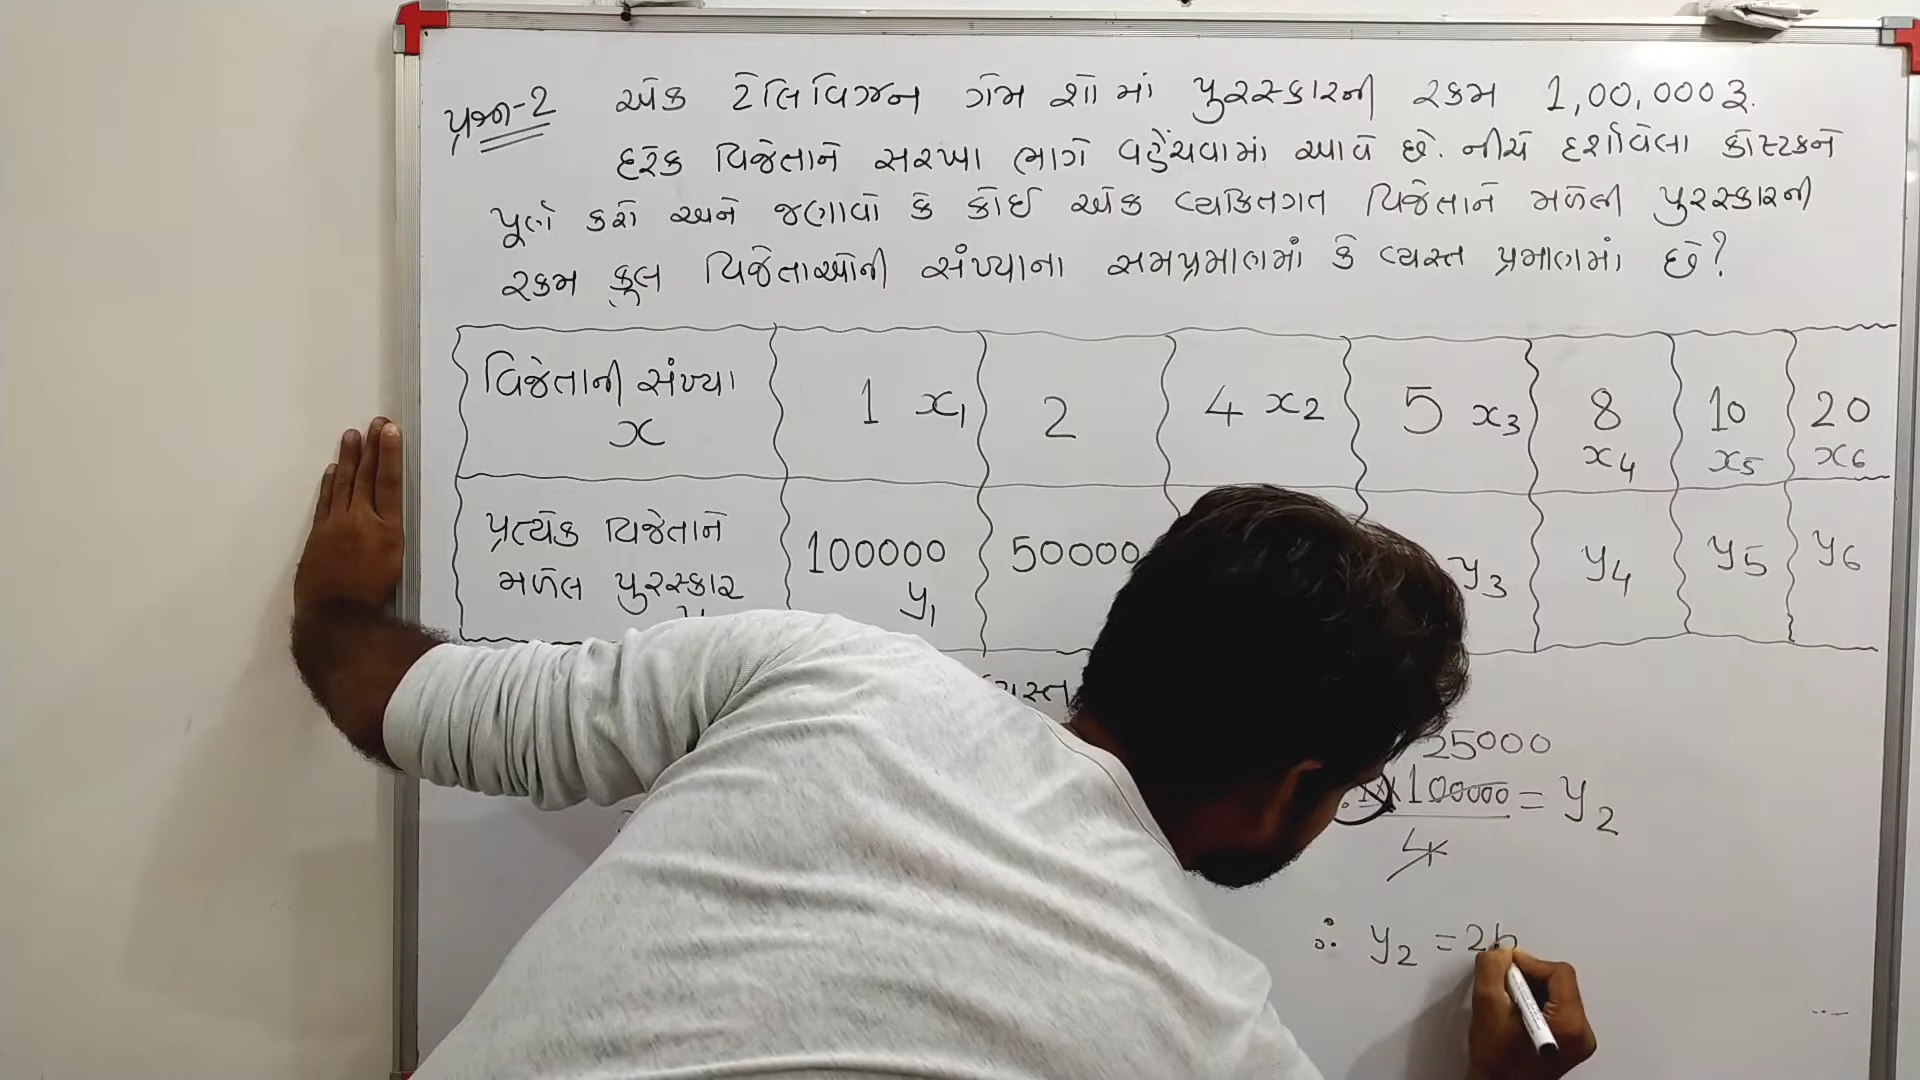 પ્રશ્ન-2 એક ટેલિવિઝન ગેમ શોમાં પુરસ્કારની રકમ 1,00,000રૂ.
દરેક વિજેતાને સરખા ભાગે વહેંચવામાં આવે છે. નીચે દર્શાવેલા કોસ્ટકને
પૂર્ણ કરો અને જણાવો કે કોઈ એક વ્યકિતગત વિજેતાને મળેલી પુરસ્કારની
રકમ કુલ વિજેતાઓની સંખ્યાના સમપ્રમાણમાં કે વ્યસ્ત પ્રમાણમાં છે?
વિજેતાની સંખ્યા x 1 x₁ 2 4 x₂ 5 x₃ 8 x₄ 10 x₅ 20 x₆
પ્રત્યેક વિજેતાને મળેલ પુરસ્કાર 100000 y₁ 50000 y₃ y₄ y₅ y₆
25000
100000 = y₂
4
∴ y₂ = 25